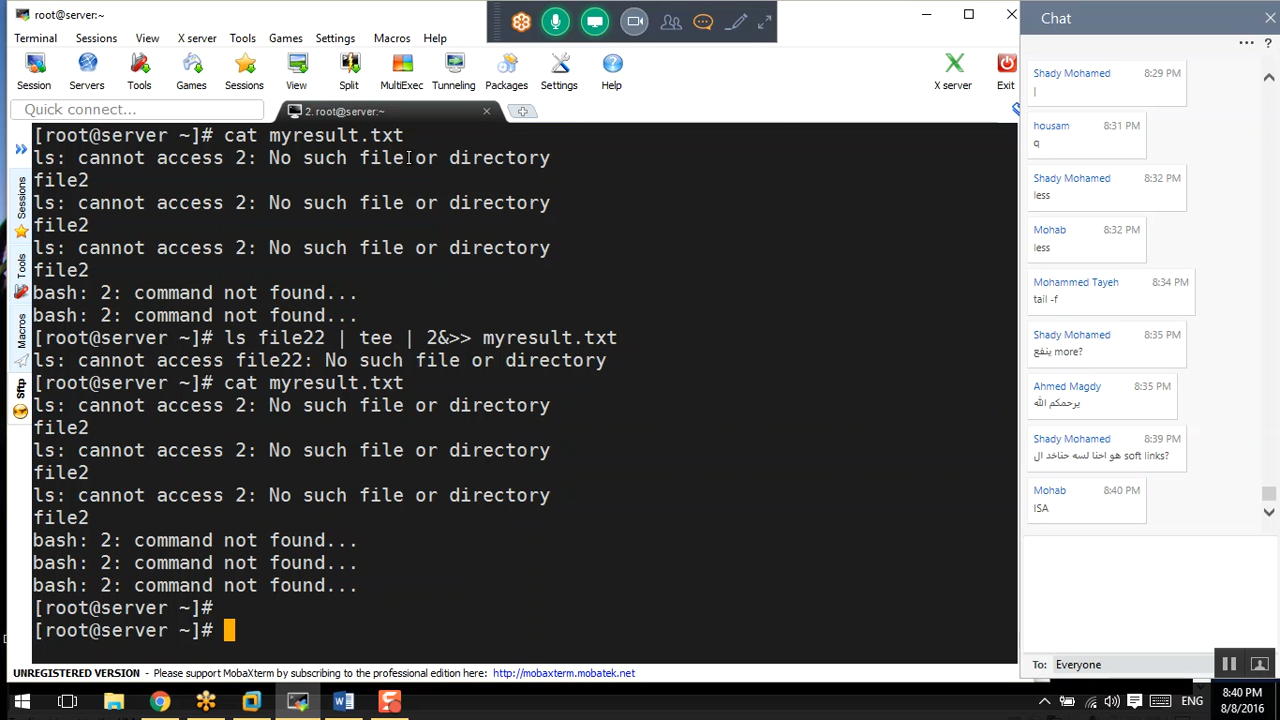 root@server:~
Terminal Sessions View X server Tools Games Settings Macros Help
Session Servers Tools Games Sessions View Split MultiExec Tunneling Packages Settings Help X server Exit
Quick connect...
2. root@server:~
Sessions
Tools
Macros
Sftp
[root@server ~]# cat myresult.txt
ls: cannot access 2: No such file or directory
file2
ls: cannot access 2: No such file or directory
file2
ls: cannot access 2: No such file or directory
file2
bash: 2: command not found...
bash: 2: command not found...
[root@server ~]# ls file22 | tee | 2&>> myresult.txt
ls: cannot access file22: No such file or directory
[root@server ~]# cat myresult.txt
ls: cannot access 2: No such file or directory
file2
ls: cannot access 2: No such file or directory
file2
ls: cannot access 2: No such file or directory
file2
bash: 2: command not found...
bash: 2: command not found...
bash: 2: command not found...
[root@server ~]#
[root@server ~]#
UNREGISTERED VERSION - Please support MobaXterm by subscribing to the professional edition here: http://mobaxterm.mobatek.net
Chat
... ?
Shady Mohamed 8:29 PM
|
housam 8:31 PM
q
Shady Mohamed 8:32 PM
less
Mohab 8:32 PM
less
Mohammed Tayeh 8:34 PM
tail -f
Shady Mohamed 8:35 PM
ينفع more?
Ahmed Magdy 8:35 PM
يرحمكم الله
Shady Mohamed 8:39 PM
هو احنا لسه حناخد ال soft links?
Mohab 8:40 PM
ISA
To: Everyone
ENG
8:40 PM
8/8/2016